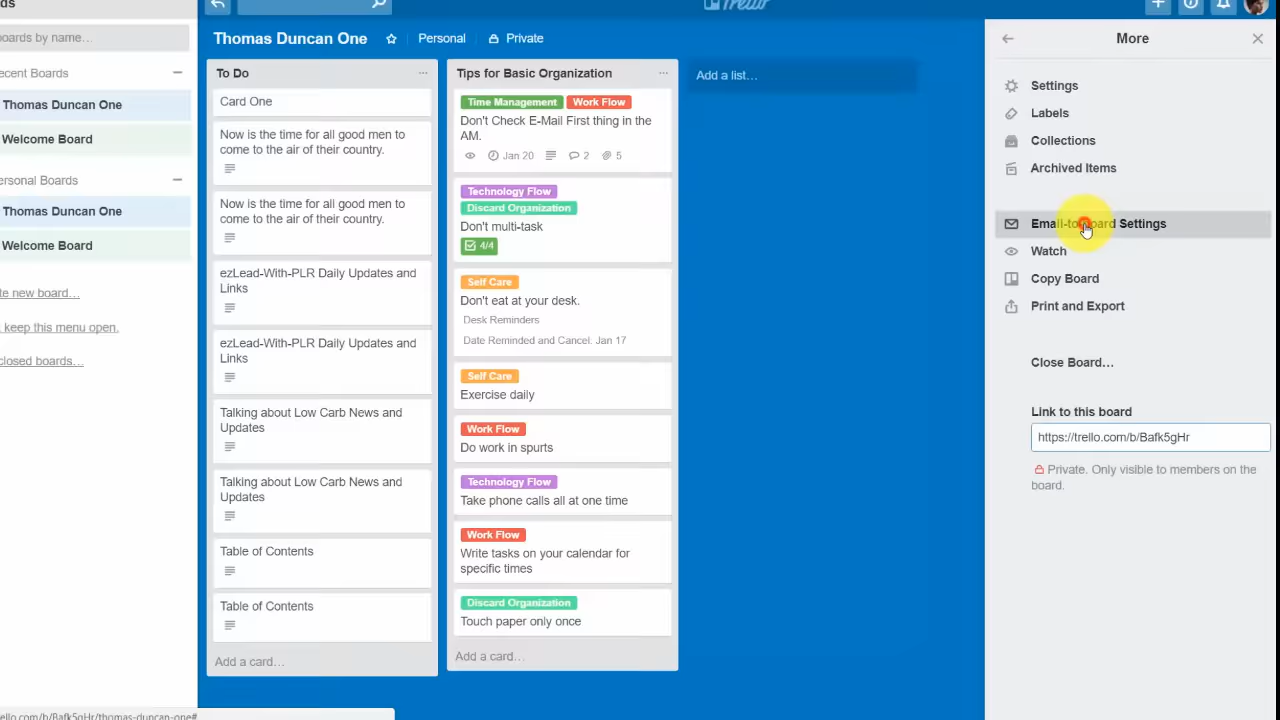 ds
boards by name...
ecent Boards
Thomas Duncan One
Welcome Board
ersonal Boards
Thomas Duncan One
Welcome Board
te new board...
keep this menu open.
closed boards...
ello.com/b/Bafk5gHr/thomas-duncan-one#
Trello
Thomas Duncan One
Personal
Private
To Do
Card One
Now is the time for all good men to
come to the air of their country.
Now is the time for all good men to
come to the air of their country.
ezLead-With-PLR Daily Updates and
Links
ezLead-With-PLR Daily Updates and
Links
Talking about Low Carb News and
Updates
Talking about Low Carb News and
Updates
Table of Contents
Table of Contents
Add a card...
Tips for Basic Organization
Time Management Work Flow
Don't Check E-Mail First thing in the
AM.
Jan 20 2 5
Technology Flow
Discard Organization
Don't multi-task
4/4
Self Care
Don't eat at your desk.
Desk Reminders
Date Reminded and Cancel. Jan 17
Self Care
Exercise daily
Work Flow
Do work in spurts
Technology Flow
Take phone calls all at one time
Work Flow
Write tasks on your calendar for
specific times
Discard Organization
Touch paper only once
Add a card...
Add a list...
More
Settings
Labels
Collections
Archived Items
Email-to-board Settings
Watch
Copy Board
Print and Export
Close Board...
Link to this board
https://trello.com/b/Bafk5gHr
Private. Only visible to members on the
board.